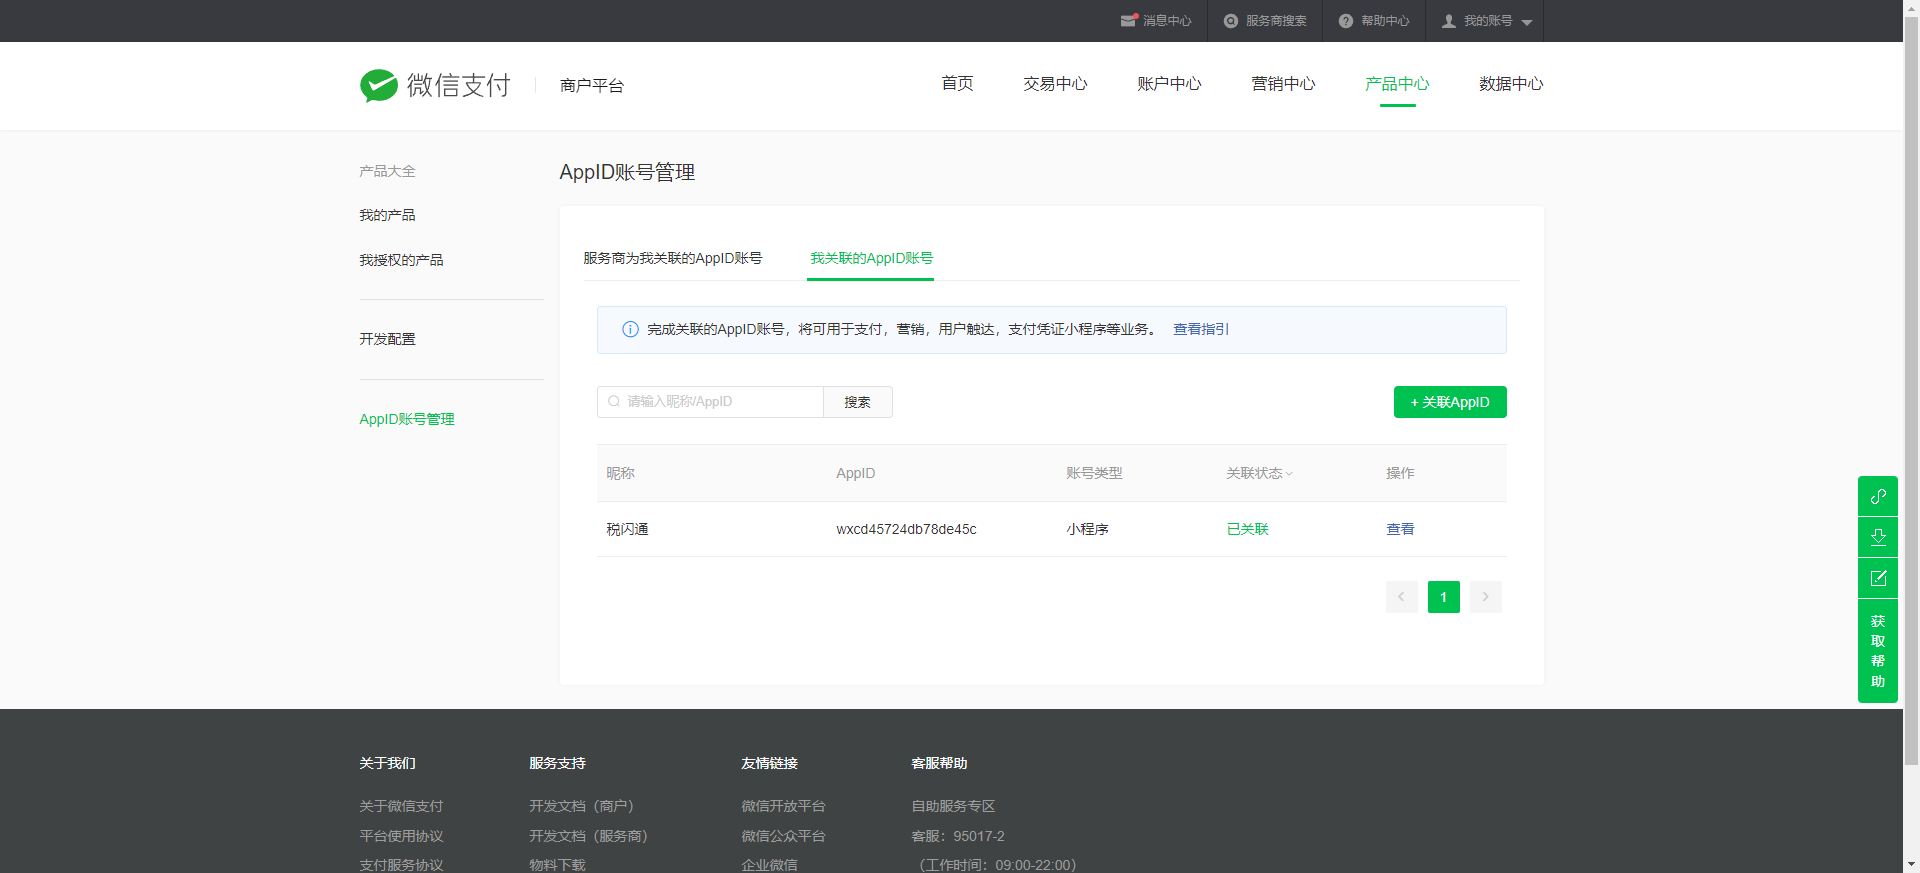 消息中心
服务商搜索
帮助中心
我的账号
微信支付
商户平台
首页
交易中心
账户中心
营销中心
产品中心
数据中心
产品大全
我的产品
我授权的产品
开发配置
AppID账号管理
AppID账号管理
服务商为我关联的AppID账号
我关联的AppID账号
完成关联的AppID账号，将可用于支付，营销，用户触达，支付凭证小程序等业务。 查看指引
请输入昵称/AppID
搜索
+ 关联AppID
昵称 AppID 账号类型 关联状态 操作
税闪通 wxcd45724db78de45c 小程序 已关联 查看
1
获取帮助
关于我们
关于微信支付
平台使用协议
支付服务协议
服务支持
开发文档（商户）
开发文档（服务商）
物料下载
友情链接
微信开放平台
微信公众平台
企业微信
客服帮助
自助服务专区
客服：95017-2
（工作时间：09:00-22:00）